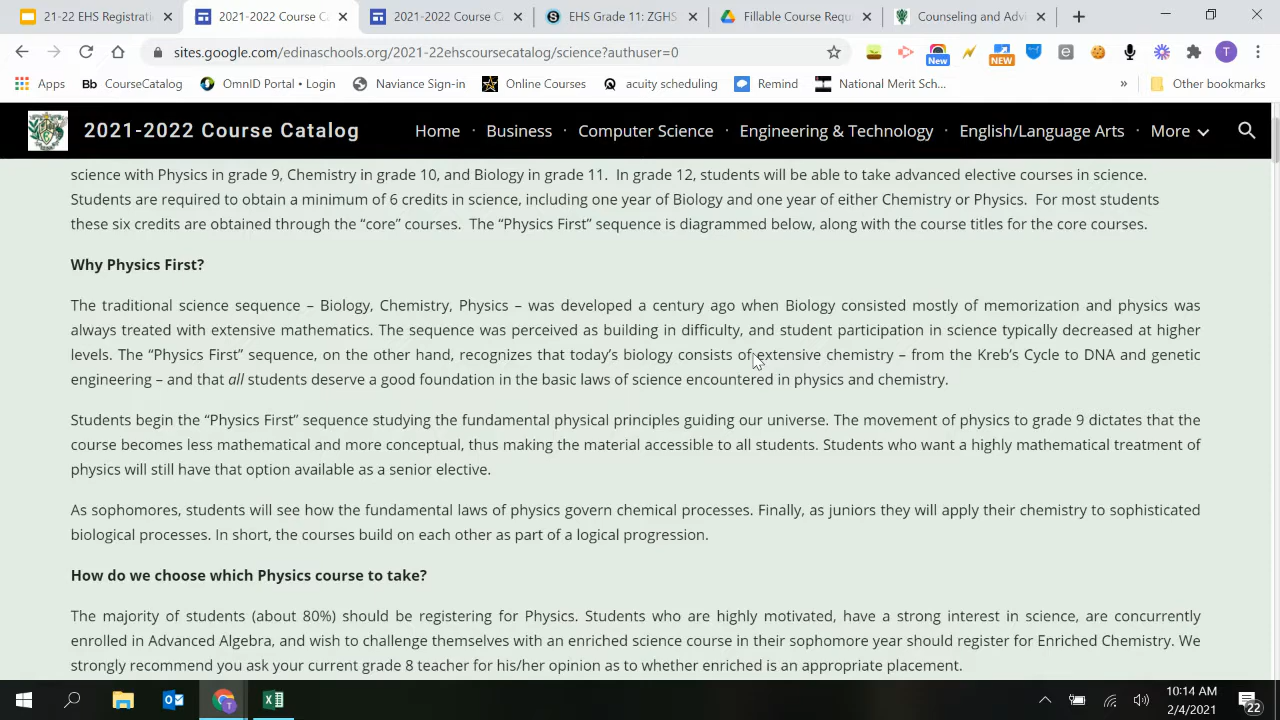 21-22 EHS Registrati
2021-2022 Course C
2021-2022 Course C
EHS Grade 11: ZGHS
Fillable Course Requ
Counseling and Advi
sites.google.com/edinaschools.org/2021-22ehscoursecatalog/science?authuser=0
New
NEW
T
Apps
Bb CourseCatalog
OmnID Portal • Login
Naviance Sign-in
Online Courses
acuity scheduling
Remind
National Merit Sch...
»
Other bookmarks
2021-2022 Course Catalog
Home · Business · Computer Science · Engineering & Technology · English/Language Arts · More
science with Physics in grade 9, Chemistry in grade 10, and Biology in grade 11. In grade 12, students will be able to take advanced elective courses in science.
Students are required to obtain a minimum of 6 credits in science, including one year of Biology and one year of either Chemistry or Physics. For most students
these six credits are obtained through the “core” courses. The “Physics First” sequence is diagrammed below, along with the course titles for the core courses.
Why Physics First?
The traditional science sequence – Biology, Chemistry, Physics – was developed a century ago when Biology consisted mostly of memorization and physics was
always treated with extensive mathematics. The sequence was perceived as building in difficulty, and student participation in science typically decreased at higher
levels. The “Physics First” sequence, on the other hand, recognizes that today’s biology consists of extensive chemistry – from the Kreb’s Cycle to DNA and genetic
engineering – and that all students deserve a good foundation in the basic laws of science encountered in physics and chemistry.
Students begin the “Physics First” sequence studying the fundamental physical principles guiding our universe. The movement of physics to grade 9 dictates that the
course becomes less mathematical and more conceptual, thus making the material accessible to all students. Students who want a highly mathematical treatment of
physics will still have that option available as a senior elective.
As sophomores, students will see how the fundamental laws of physics govern chemical processes. Finally, as juniors they will apply their chemistry to sophisticated
biological processes. In short, the courses build on each other as part of a logical progression.
How do we choose which Physics course to take?
The majority of students (about 80%) should be registering for Physics. Students who are highly motivated, have a strong interest in science, are concurrently
enrolled in Advanced Algebra, and wish to challenge themselves with an enriched science course in their sophomore year should register for Enriched Chemistry. We
strongly recommend you ask your current grade 8 teacher for his/her opinion as to whether enriched is an appropriate placement.
10:14 AM
2/4/2021
22